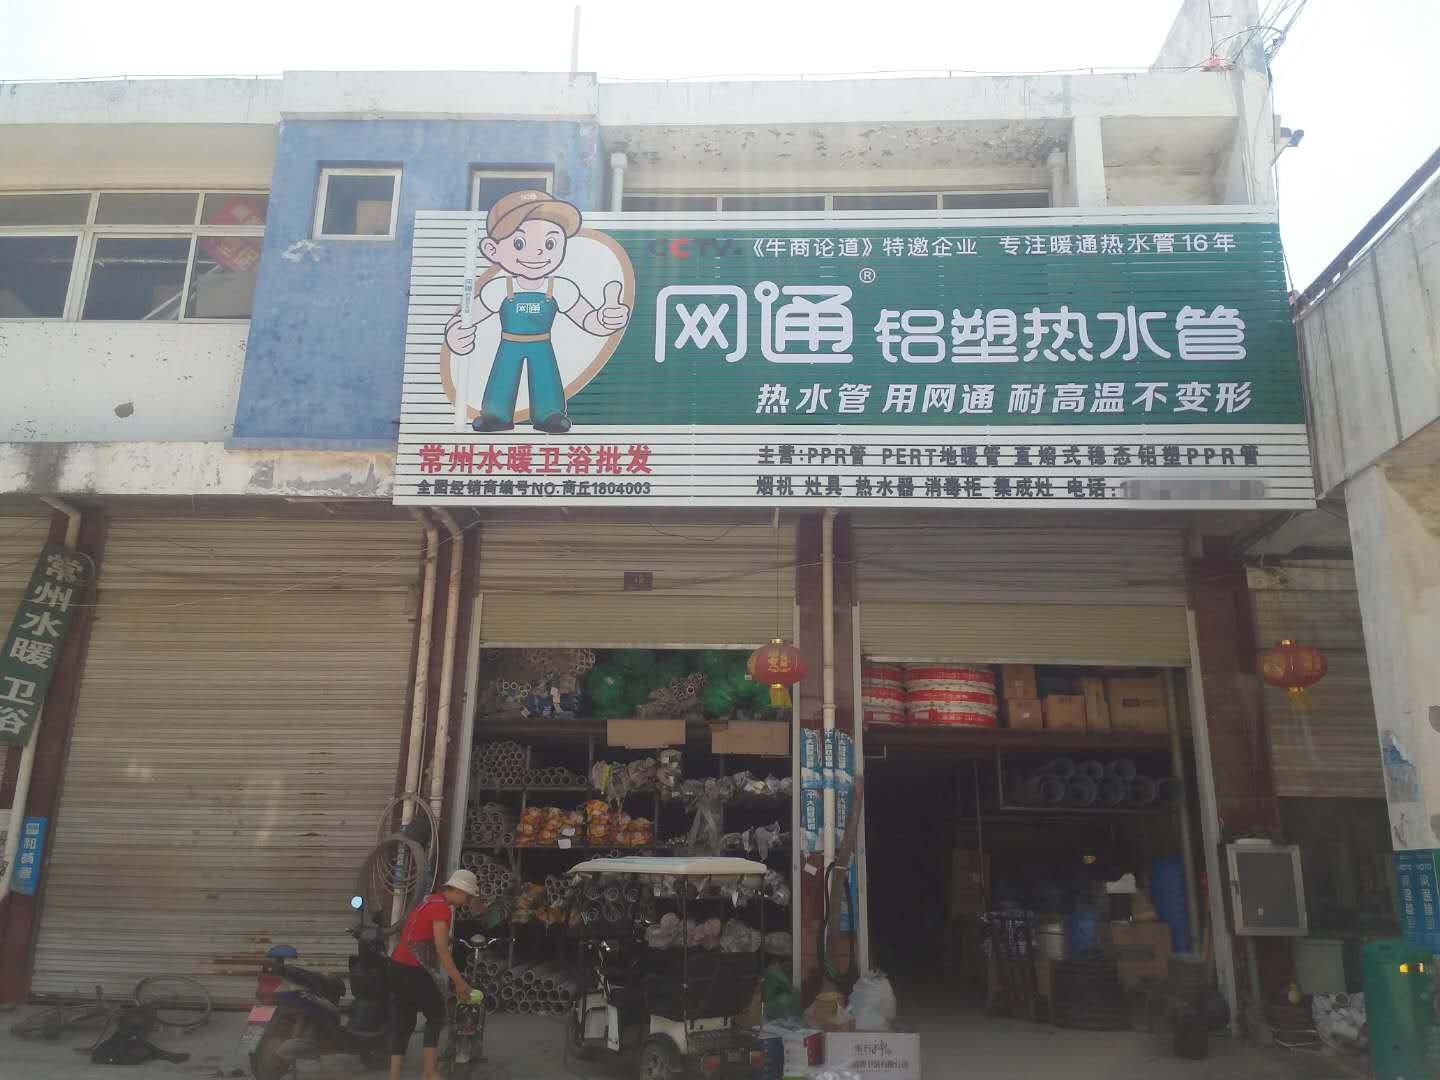 CCTV 《牛商论道》特邀企业 专注暖通热水管16年
网通® 铝塑热水管
网通
热水管 用网通 耐高温不变形
常州水暖卫浴批发
全国经销商编号NO.商丘1804003
主营:PPR管 PERT地暖管 直熔式稳态铝塑PPR管
烟机 灶具 热水器 消毒柜 集成灶 电话:
常州水暖卫浴